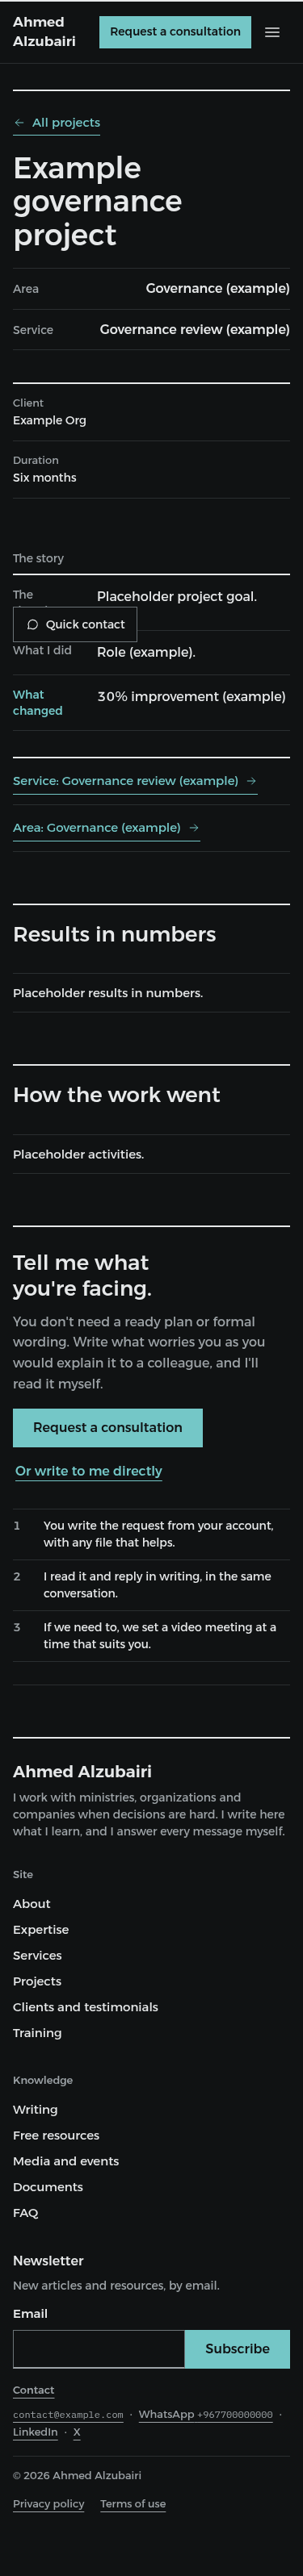 Ahmed
Alzubairi
Request a consultation
← All projects
Example
governance
project
Area
Governance (example)
Service
Governance review (example)
Client
Example Org
Duration
Six months
The story
The
Placeholder project goal.
Quick contact
What I did
Role (example).
What
changed
30% improvement (example)
Service: Governance review (example) →
Area: Governance (example) →
Results in numbers
Placeholder results in numbers.
How the work went
Placeholder activities.
Tell me what
you're facing.
You don't need a ready plan or formal
wording. Write what worries you as you
would explain it to a colleague, and I'll
read it myself.
Request a consultation
Or write to me directly
1 You write the request from your account,
with any file that helps.
2 I read it and reply in writing, in the same
conversation.
3 If we need to, we set a video meeting at a
time that suits you.
Ahmed Alzubairi
I work with ministries, organizations and
companies when decisions are hard. I write here
what I learn, and I answer every message myself.
Site
About
Expertise
Services
Projects
Clients and testimonials
Training
Knowledge
Writing
Free resources
Media and events
Documents
FAQ
Newsletter
New articles and resources, by email.
Email
Subscribe
Contact
contact@example.com · WhatsApp +967700000000 ·
LinkedIn · X
© 2026 Ahmed Alzubairi
Privacy policy Terms of use